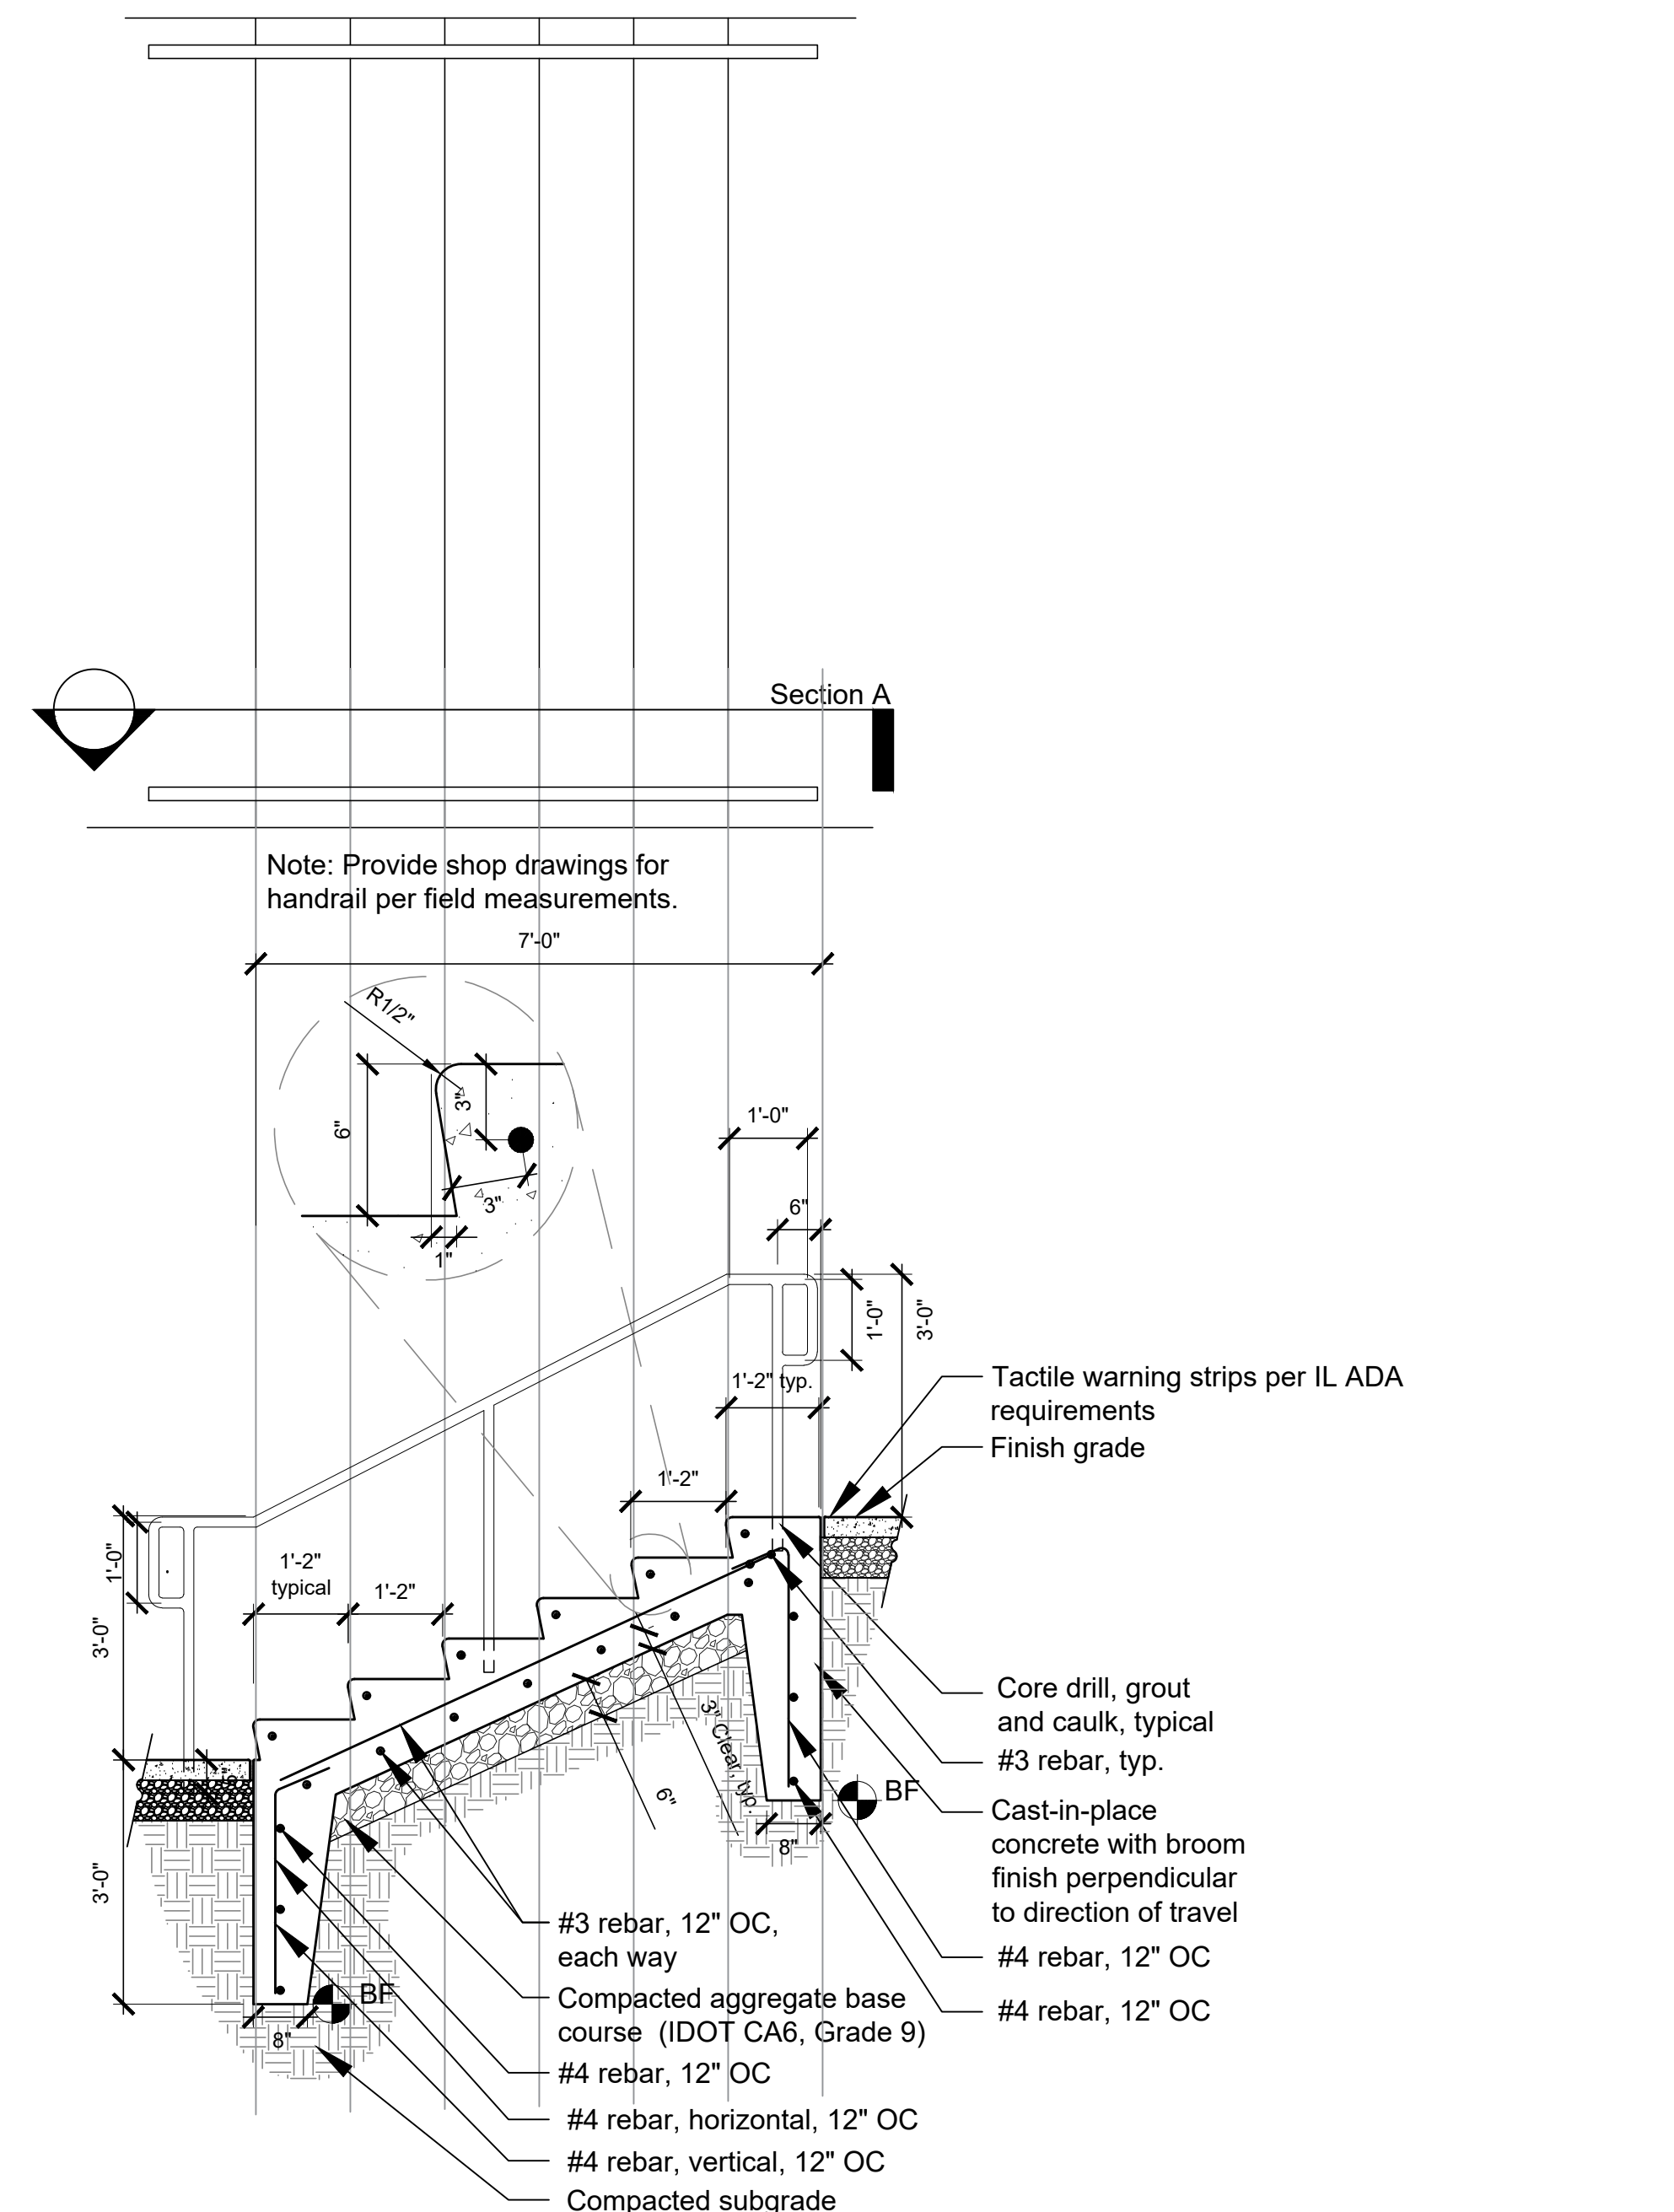 Section A
Note: Provide shop drawings for
handrail per field measurements.
7'-0"
R1/2"
6"
3"
3"
1"
1'-0"
6"
1'-0"
3'-0"
1'-2" typ.
1'-2"
Tactile warning strips per IL ADA
requirements
Finish grade
1'-0"
3'-0"
1'-2"
typical
1'-2"
3" Clear, typ.
6"
8"
BF
Core drill, grout
and caulk, typical
#3 rebar, typ.
Cast-in-place
concrete with broom
finish perpendicular
to direction of travel
#4 rebar, 12" OC
#4 rebar, 12" OC
3'-0"
8"
BF
#3 rebar, 12" OC,
each way
Compacted aggregate base
course (IDOT CA6, Grade 9)
#4 rebar, 12" OC
#4 rebar, horizontal, 12" OC
#4 rebar, vertical, 12" OC
Compacted subgrade